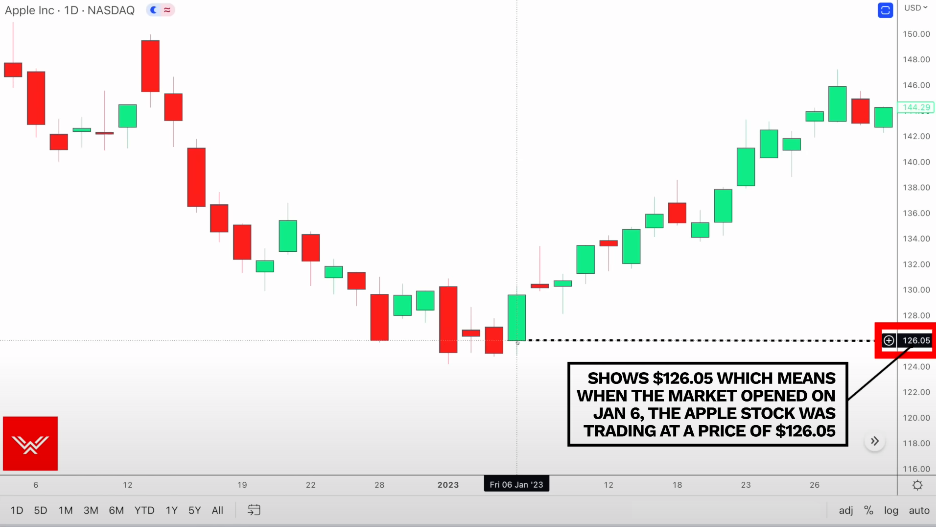 Apple Inc · 1D · NASDAQ
USD
150.00
148.00
146.00
144.29
142.00
140.00
138.00
136.00
134.00
132.00
130.00
128.00
126.05
124.00
122.00
120.00
118.00
116.00
SHOWS $126.05 WHICH MEANS
WHEN THE MARKET OPENED ON
JAN 6, THE APPLE STOCK WAS
TRADING AT A PRICE OF $126.05
6 12 19 22 28 2023 Fri 06 Jan '23 12 18 23 26
1D 5D 1M 3M 6M YTD 1Y 5Y All adj % log auto